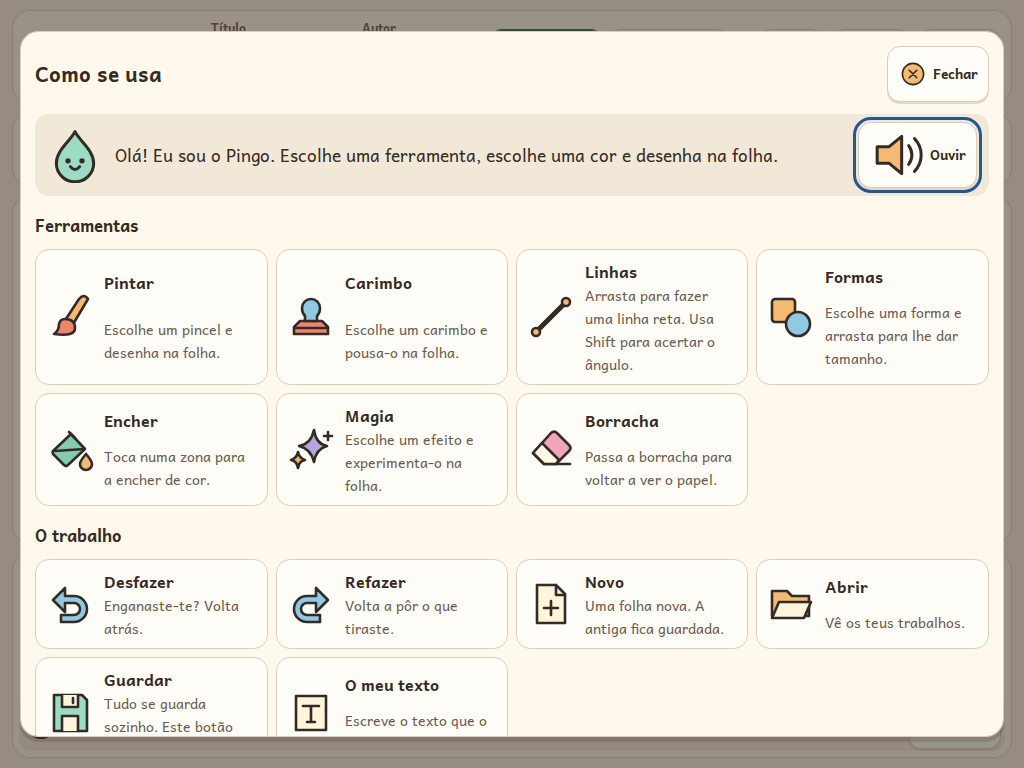 Título
Autor
Como se usa
Fechar
Olá! Eu sou o Pingo. Escolhe uma ferramenta, escolhe uma cor e desenha na folha.
Ouvir
Ferramentas
Pintar
Escolhe um pincel e
desenha na folha.
Carimbo
Escolhe um carimbo e
pousa-o na folha.
Linhas
Arrasta para fazer
uma linha reta. Usa
Shift para acertar o
ângulo.
Formas
Escolhe uma forma e
arrasta para lhe dar
tamanho.
Encher
Toca numa zona para
a encher de cor.
Magia
Escolhe um efeito e
experimenta-o na
folha.
Borracha
Passa a borracha para
voltar a ver o papel.
O trabalho
Desfazer
Enganaste-te? Volta
atrás.
Refazer
Volta a pôr o que
tiraste.
Novo
Uma folha nova. A
antiga fica guardada.
Abrir
Vê os teus trabalhos.
Guardar
Tudo se guarda
sozinho. Este botão
O meu texto
Escreve o texto que o